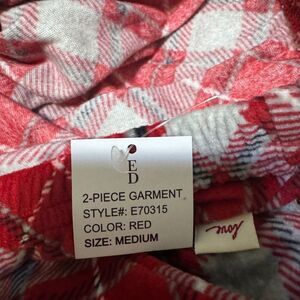 ED
2-PIECE GARMENT
STYLE#: E70315
COLOR: RED
SIZE: MEDIUM
love